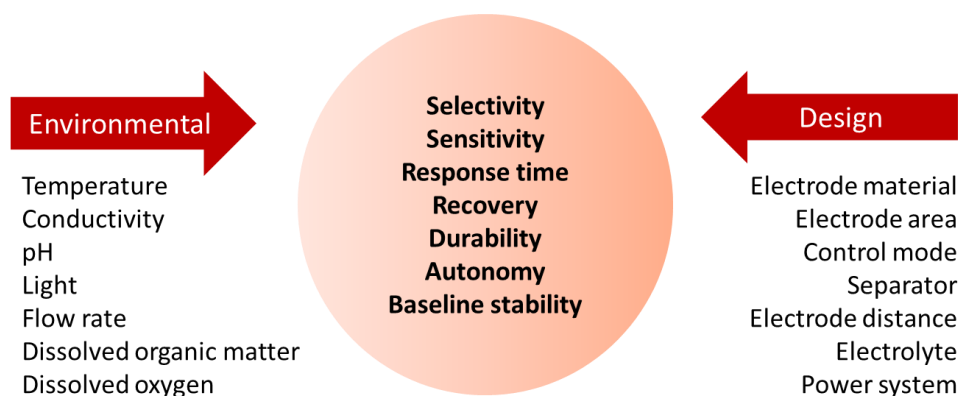 Environmental
Temperature
Conductivity
pH
Light
Flow rate
Dissolved organic matter
Dissolved oxygen
Selectivity
Sensitivity
Response time
Recovery
Durability
Autonomy
Baseline stability
Design
Electrode material
Electrode area
Control mode
Separator
Electrode distance
Electrolyte
Power system